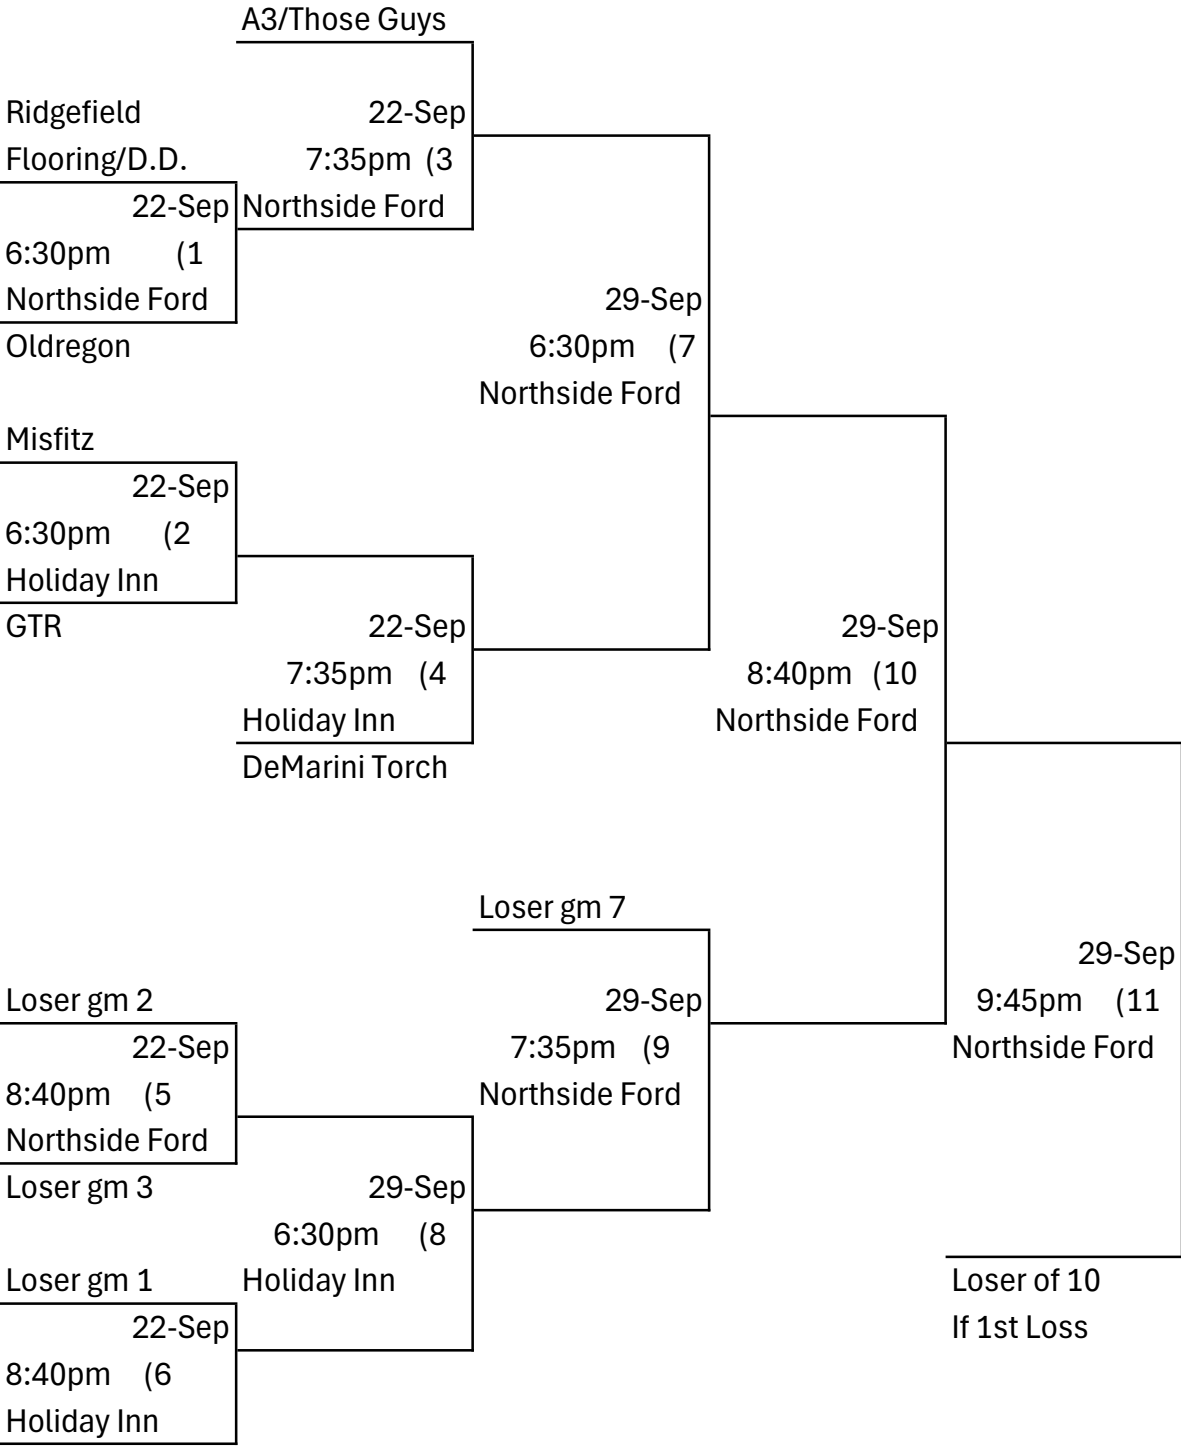 A3/Those Guys
Ridgefield
22-Sep
Flooring/D.D.
7:35pm (3
22-Sep
Northside Ford
6:30pm (1
Northside Ford
29-Sep
Oldregon
6:30pm (7
Northside Ford
Misfitz
22-Sep
6:30pm (2
Holiday Inn
GTR
22-Sep
29-Sep
7:35pm (4
8:40pm (10
Holiday Inn
Northside Ford
DeMarini Torch
Loser gm 7
29-Sep
Loser gm 2
29-Sep
9:45pm (11
22-Sep
7:35pm (9
Northside Ford
8:40pm (5
Northside Ford
Northside Ford
Loser gm 3
29-Sep
6:30pm (8
Loser gm 1
Holiday Inn
Loser of 10
22-Sep
If 1st Loss
8:40pm (6
Holiday Inn